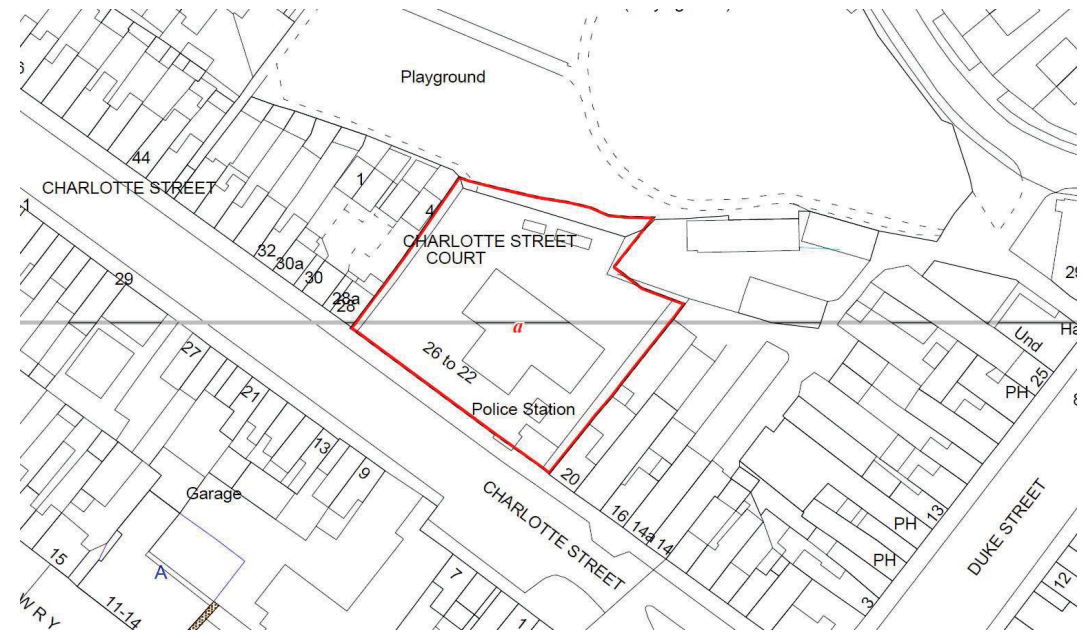 Playground
44
CHARLOTTE STREET
1
4
CHARLOTTE STREET
COURT
32
30a
30
28a
28
29
29
a
26 to 22
Police Station
27
21
13
9
Garage
CHARLOTTE STREET
20
16
14a
14
Und
PH
25
PH
13
PH
3
DUKE STREET
12
15
A
11-14
W R Y
7
1